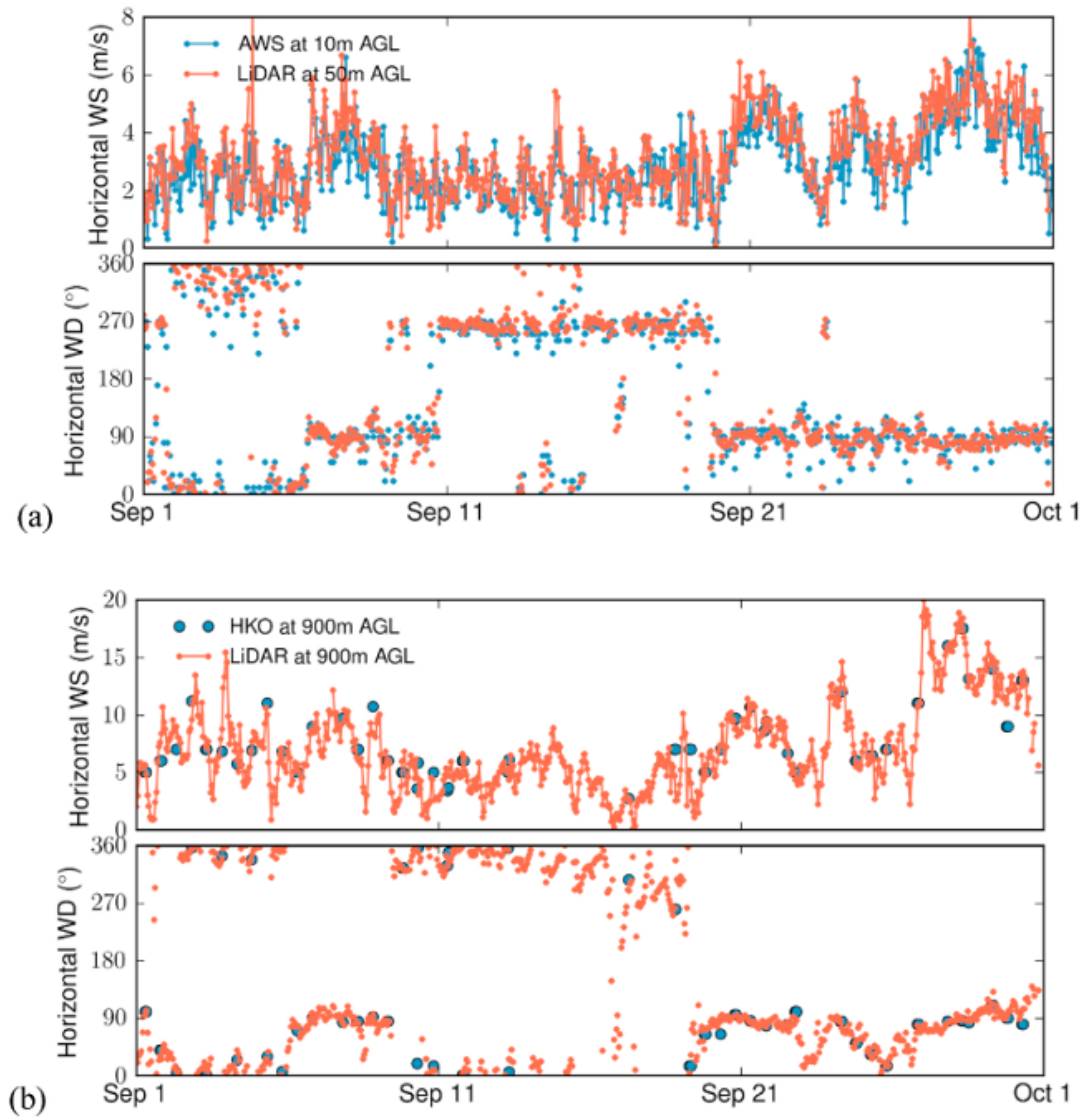 8
6
4
2
0
Horizontal WS (m/s)
AWS at 10m AGL
LiDAR at 50m AGL
360
270
180
90
0
Horizontal WD (°)
(a)
Sep 1 Sep 11 Sep 21 Oct 1
20
15
10
5
0
Horizontal WS (m/s)
HKO at 900m AGL
LiDAR at 900m AGL
360
270
180
90
0
Horizontal WD (°)
(b)
Sep 1 Sep 11 Sep 21 Oct 1